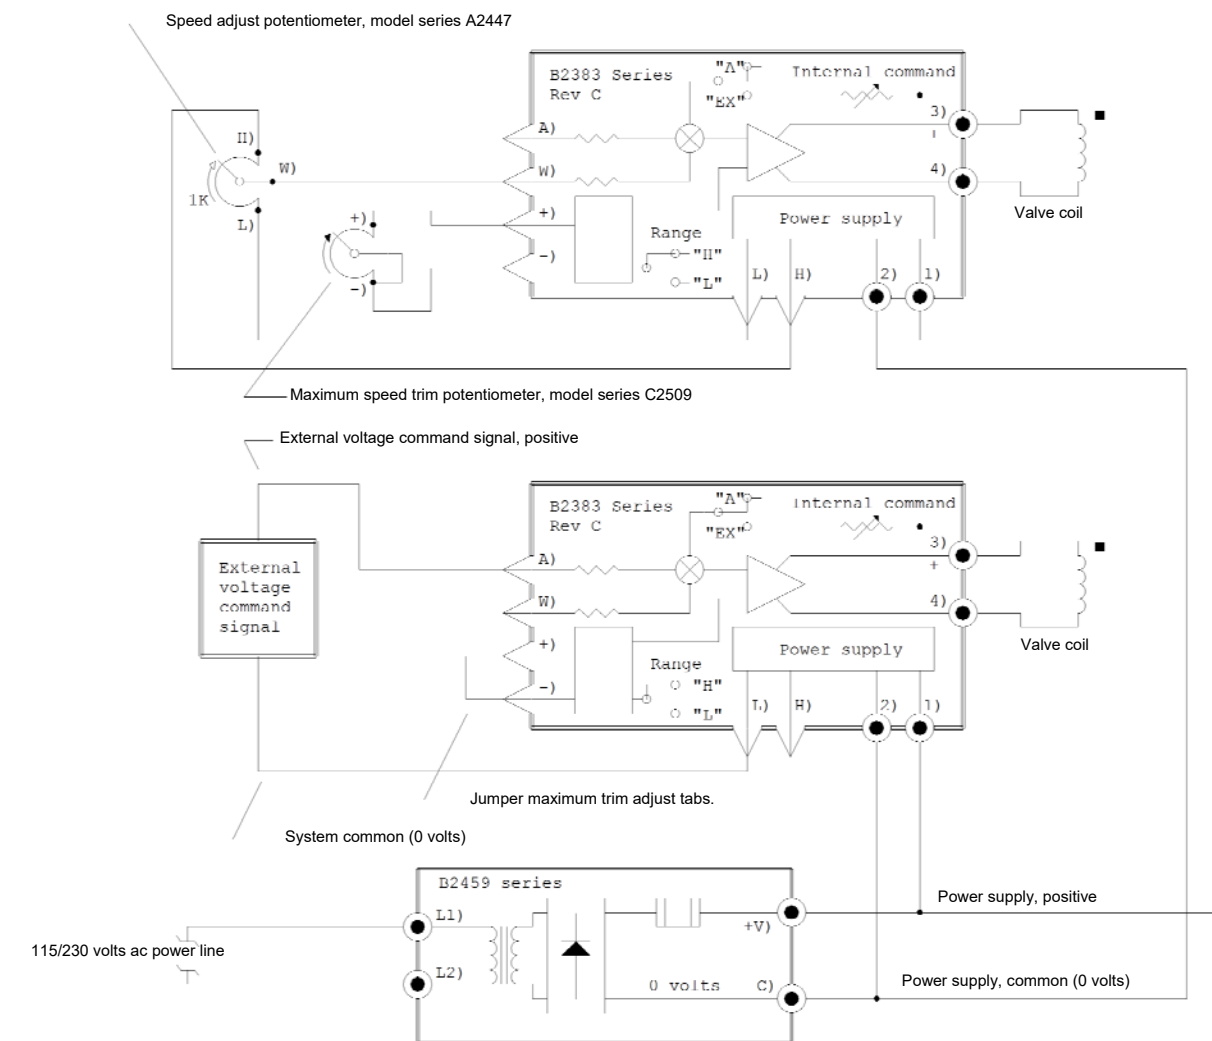 Speed adjust potentiometer, model series A2447
B2383 Series
Rev C
"A"
"EX"
Internal command
A)
W)
+)
-)
H)
W)
1K
L)
+)
-)
Range
"H"
"L"
Power supply
L)
H)
2)
1)
3)
4)
Valve coil
Maximum speed trim potentiometer, model series C2509
External voltage command signal, positive
External
voltage
command
signal
B2383 Series
Rev C
"A"
"EX"
Internal command
A)
W)
+)
-)
Range
"H"
"L"
Power supply
L)
H)
2)
1)
3)
+
4)
Valve coil
Jumper maximum trim adjust tabs.
System common (0 volts)
B2459 series
L1)
L2)
+V)
0 volts
C)
115/230 volts ac power line
Power supply, positive
Power supply, common (0 volts)